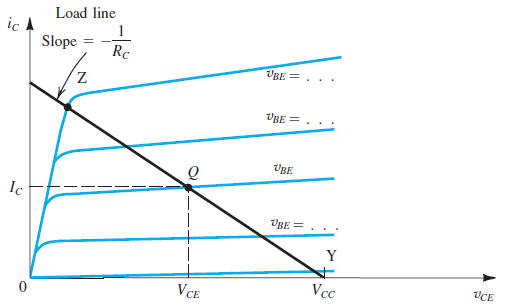 i_C
Load line
Slope = -1/R_C
Z
v_BE = . . .
v_BE = . . .
Q
v_BE
I_C
v_BE = . . .
Y
0
V_CE
V_CC
v_CE